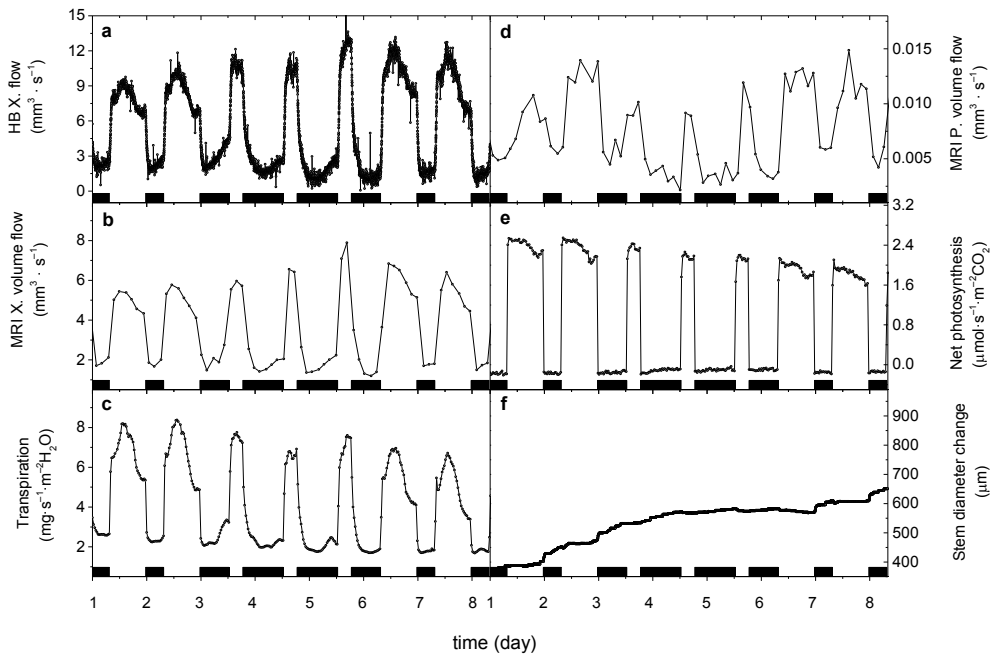 a
HB X. flow
(mm³ · s⁻¹)
15
12
9
6
3
0
d
0.015
0.010
0.005
MRI P. volume flow
(mm³ · s⁻¹)
b
MRI X. volume flow
(mm³ · s⁻¹)
8
6
4
2
e
3.2
2.4
1.6
0.8
0.0
Net photosynthesis
(μmol·s⁻¹·m⁻²CO₂)
c
Transpiration
(mg·s⁻¹·m⁻²H₂O)
8
6
4
2
f
900
800
700
600
500
400
Stem diameter change
(μm)
1 2 3 4 5 6 7 8 1 2 3 4 5 6 7 8
time (day)